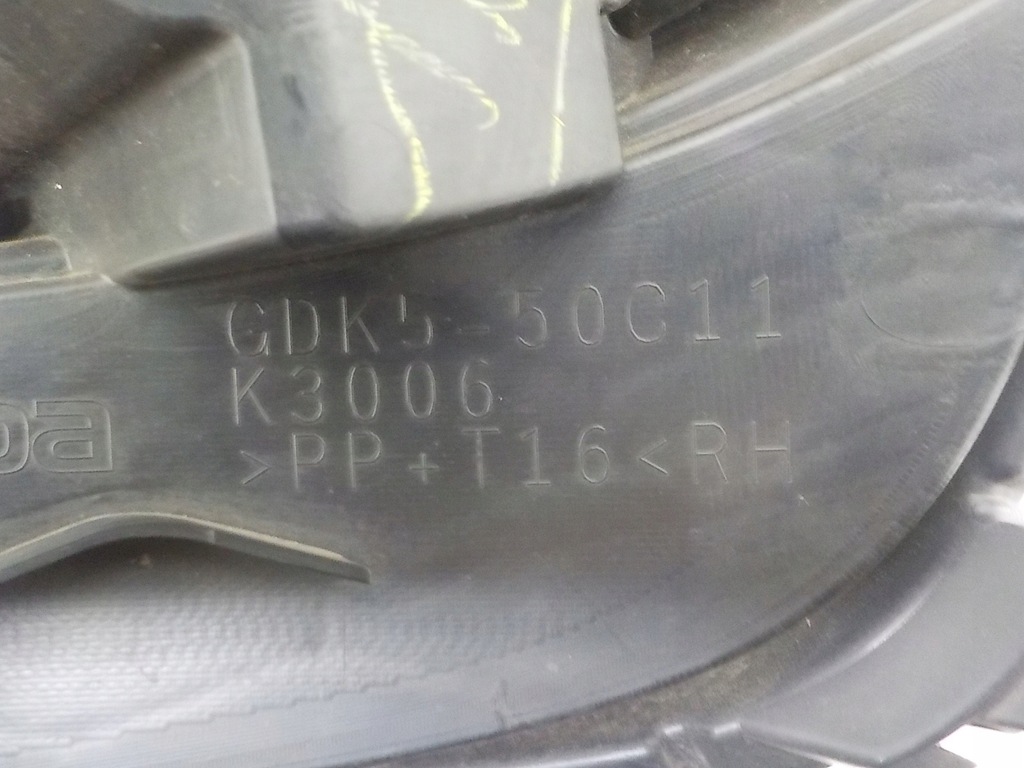 GDK5-50C11
K3006
>PP+T16< RH